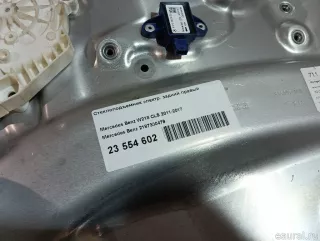 Стеклоподъемник электр. задний правый
Mercedes Benz W218 CLS 2011-2017
Mercedes Benz 2187300479
23 554 602